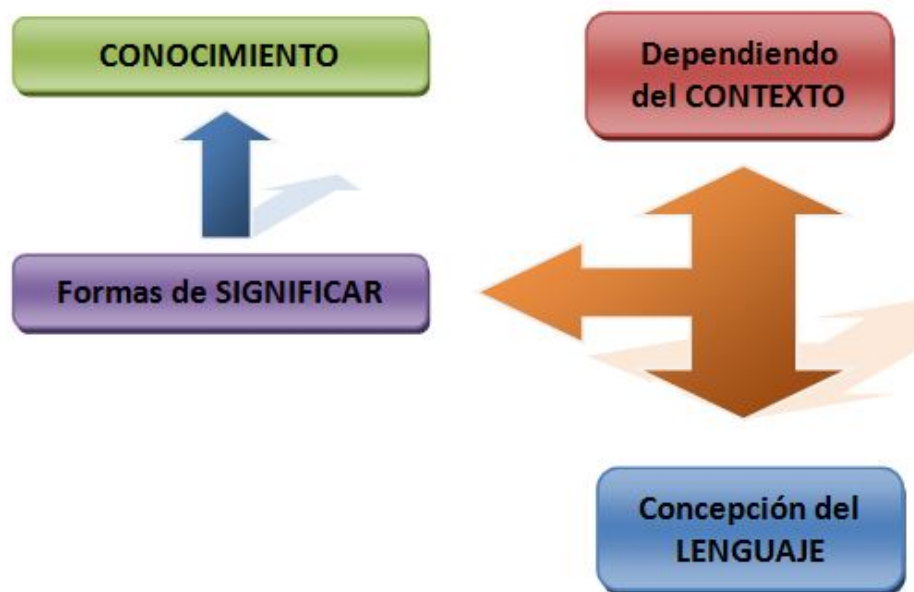 CONOCIMIENTO
Dependiendo
del CONTEXTO
Formas de SIGNIFICAR
Concepción del
LENGUAJE